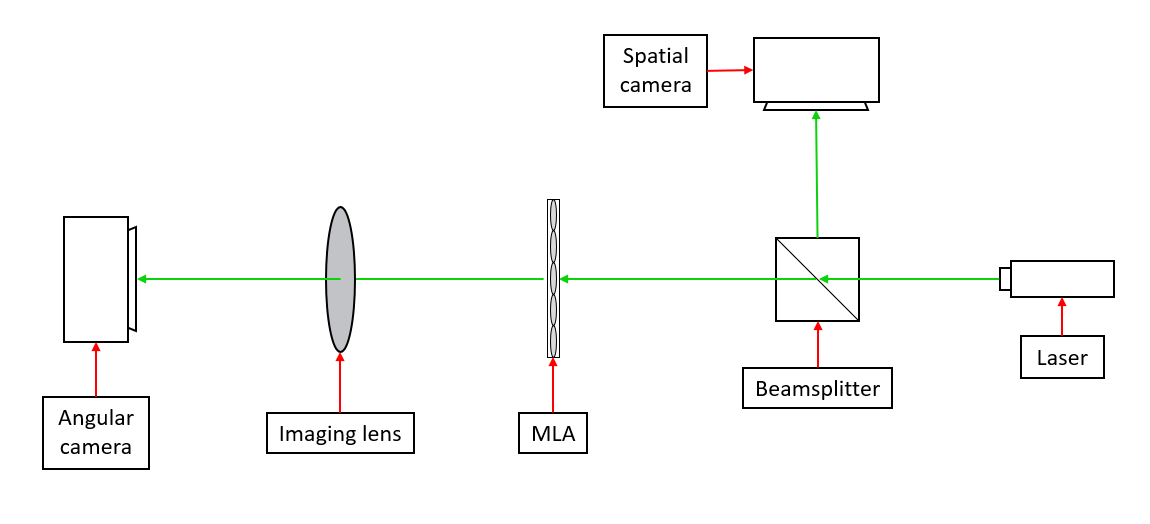 Spatial
camera
Laser
Beamsplitter
MLA
Imaging lens
Angular
camera